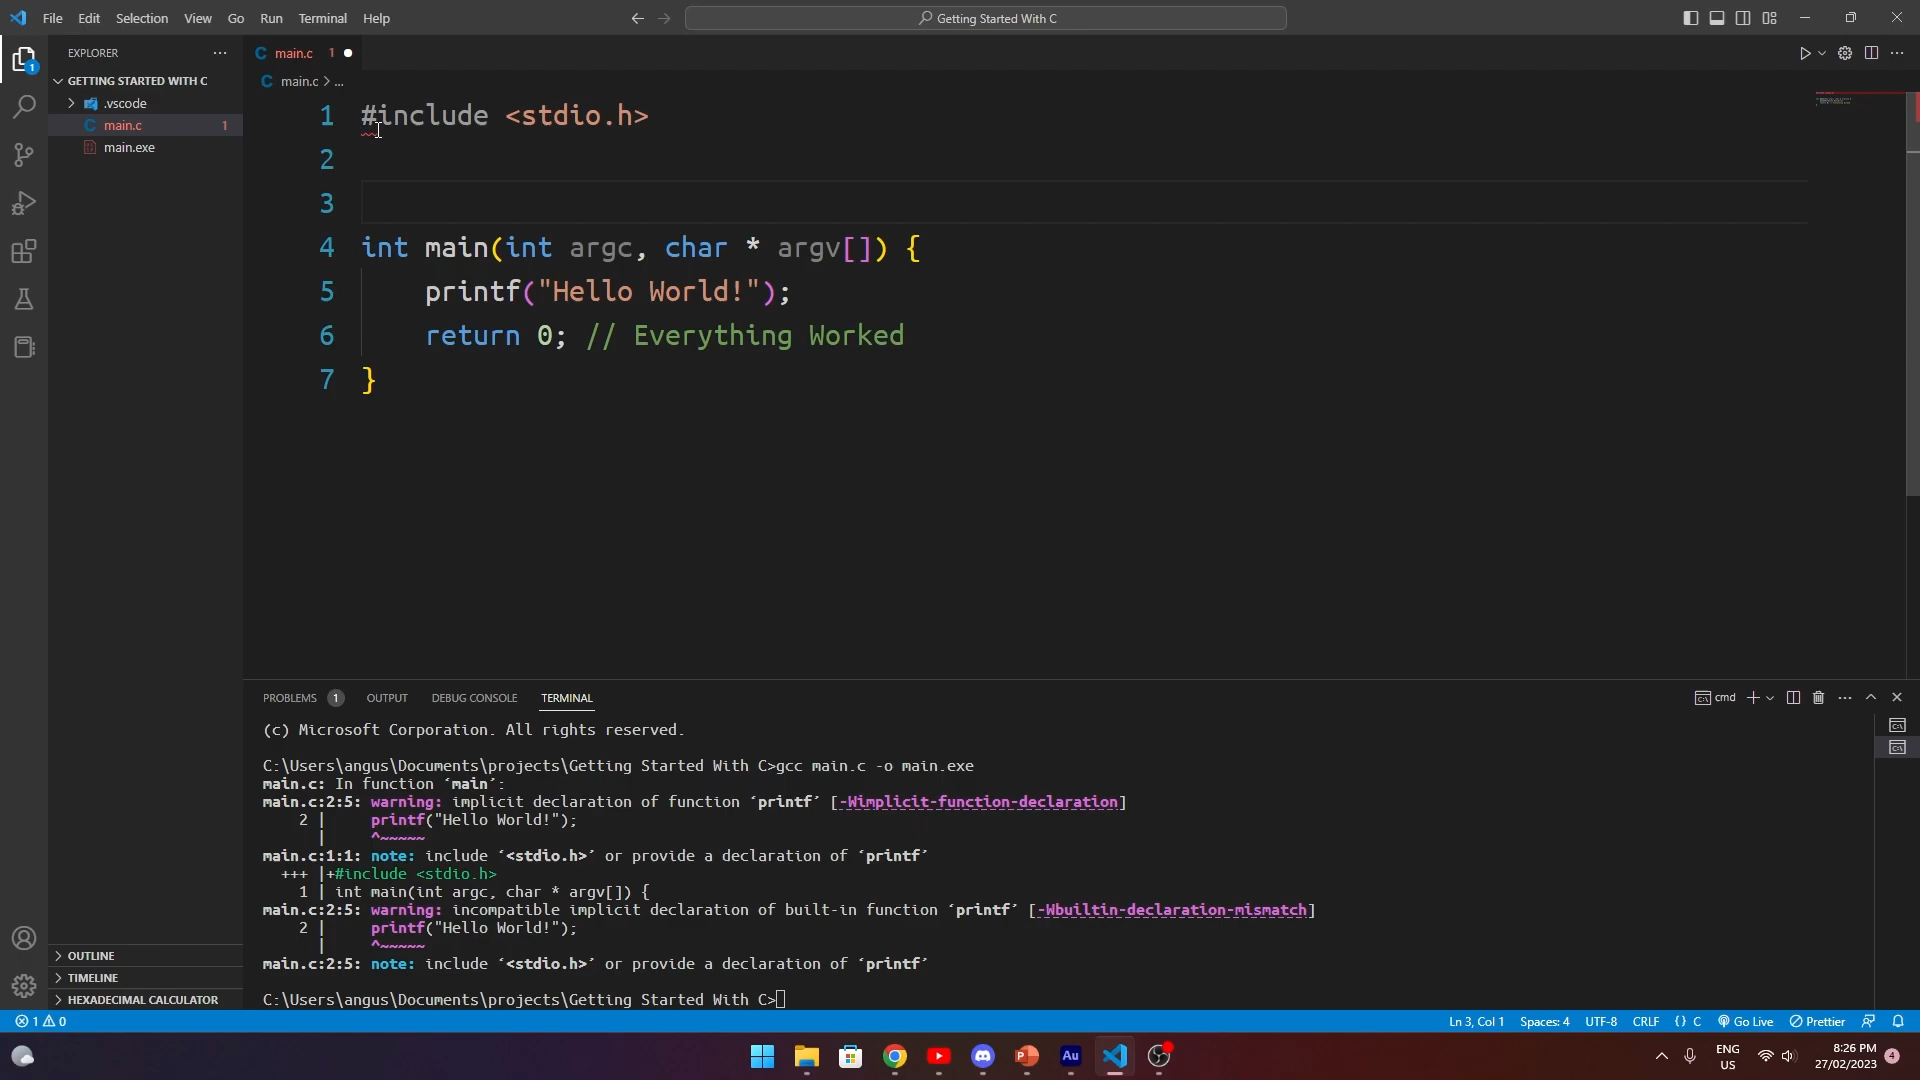 File Edit Selection View Go Run Terminal Help
Getting Started With C
EXPLORER
GETTING STARTED WITH C
.vscode
main.c 1
main.exe
OUTLINE
TIMELINE
HEXADECIMAL CALCULATOR
main.c 1
main.c > ...
1 #include <stdio.h>
2
3
4 int main(int argc, char * argv[]) {
5 printf("Hello World!");
6 return 0; // Everything Worked
7 }
PROBLEMS 1 OUTPUT DEBUG CONSOLE TERMINAL
cmd
(c) Microsoft Corporation. All rights reserved.
C:\Users\angus\Documents\projects\Getting Started With C>gcc main.c -o main.exe
main.c: In function ‘main’:
main.c:2:5: warning: implicit declaration of function ‘printf’ [-Wimplicit-function-declaration]
2 | printf("Hello World!");
| ^~~~~~
main.c:1:1: note: include ‘<stdio.h>’ or provide a declaration of ‘printf’
+++ |+#include <stdio.h>
1 | int main(int argc, char * argv[]) {
main.c:2:5: warning: incompatible implicit declaration of built-in function ‘printf’ [-Wbuiltin-declaration-mismatch]
2 | printf("Hello World!");
| ^~~~~~
main.c:2:5: note: include ‘<stdio.h>’ or provide a declaration of ‘printf’
C:\Users\angus\Documents\projects\Getting Started With C>
1 0
Ln 3, Col 1 Spaces: 4 UTF-8 CRLF {} C Go Live Prettier
1
P
Au
ENG
US
8:26 PM
27/02/2023
4